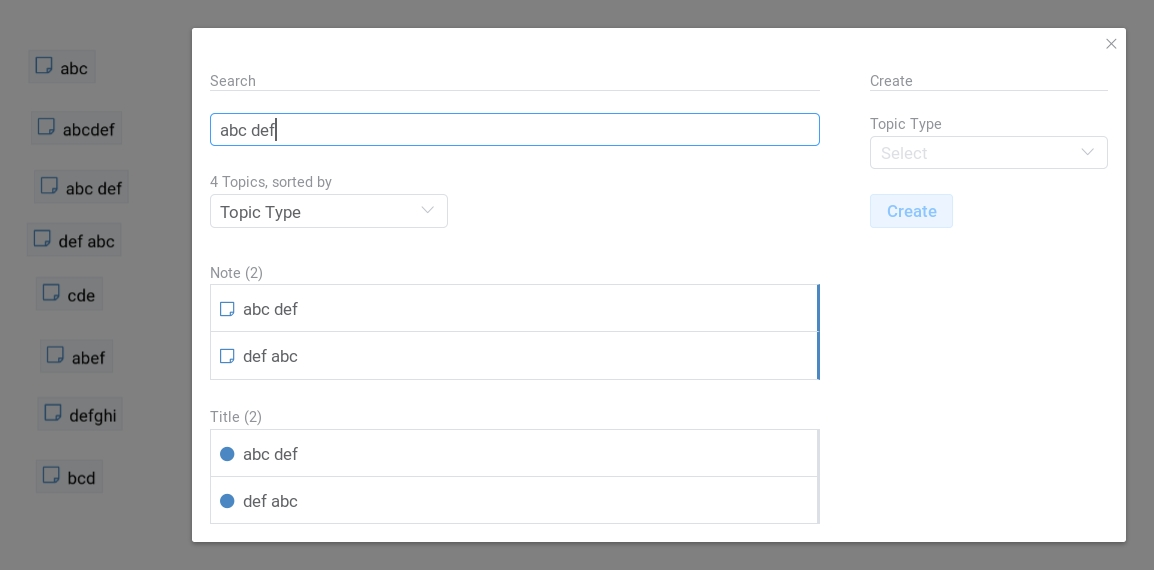 abc
abcdef
abc def
def abc
cde
abef
defghi
bcd
Search
abc def
4 Topics, sorted by
Topic Type
Note (2)
abc def
def abc
Title (2)
abc def
def abc
Create
Topic Type
Select
Create